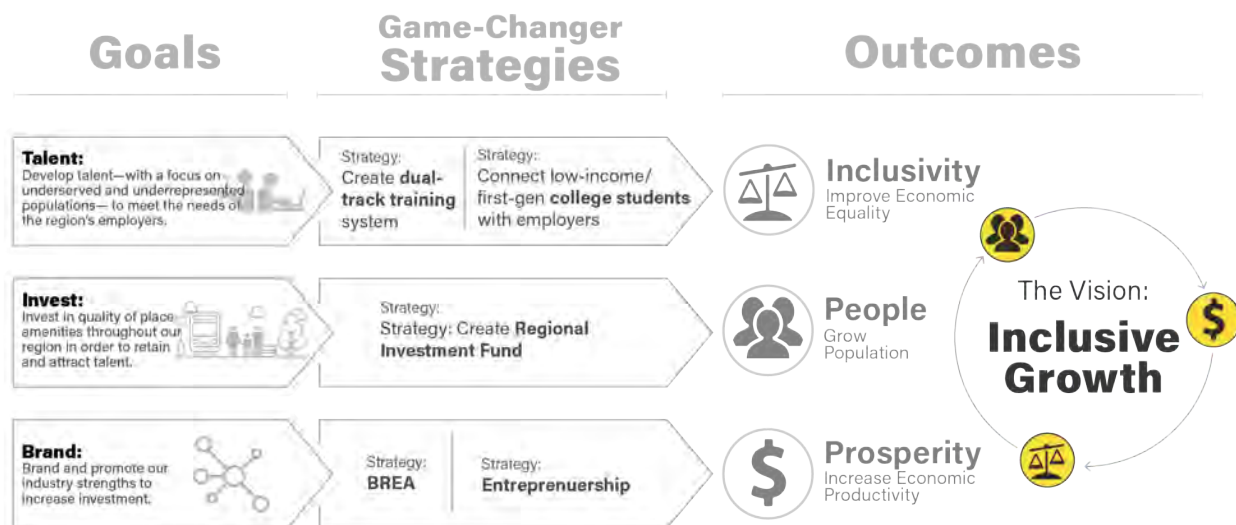 Goals
Game-Changer
Strategies
Outcomes
Talent:
Develop talent—with a focus on
underserved and underrepresented
populations— to meet the needs of
the region's employers.
Strategy:
Create dual-
track training
system
Strategy:
Connect low-income/
first-gen college students
with employers
Inclusivity
Improve Economic
Equality
Invest:
Invest in quality of place
amenities throughout our
region in order to retain
and attract talent.
Strategy:
Strategy: Create Regional
Investment Fund
People
Grow
Population
Brand:
Brand and promote our
industry strengths to
increase investment.
Strategy:
BREA
Strategy:
Entreprenuership
Prosperity
Increase Economic
Productivity
The Vision:
Inclusive
Growth